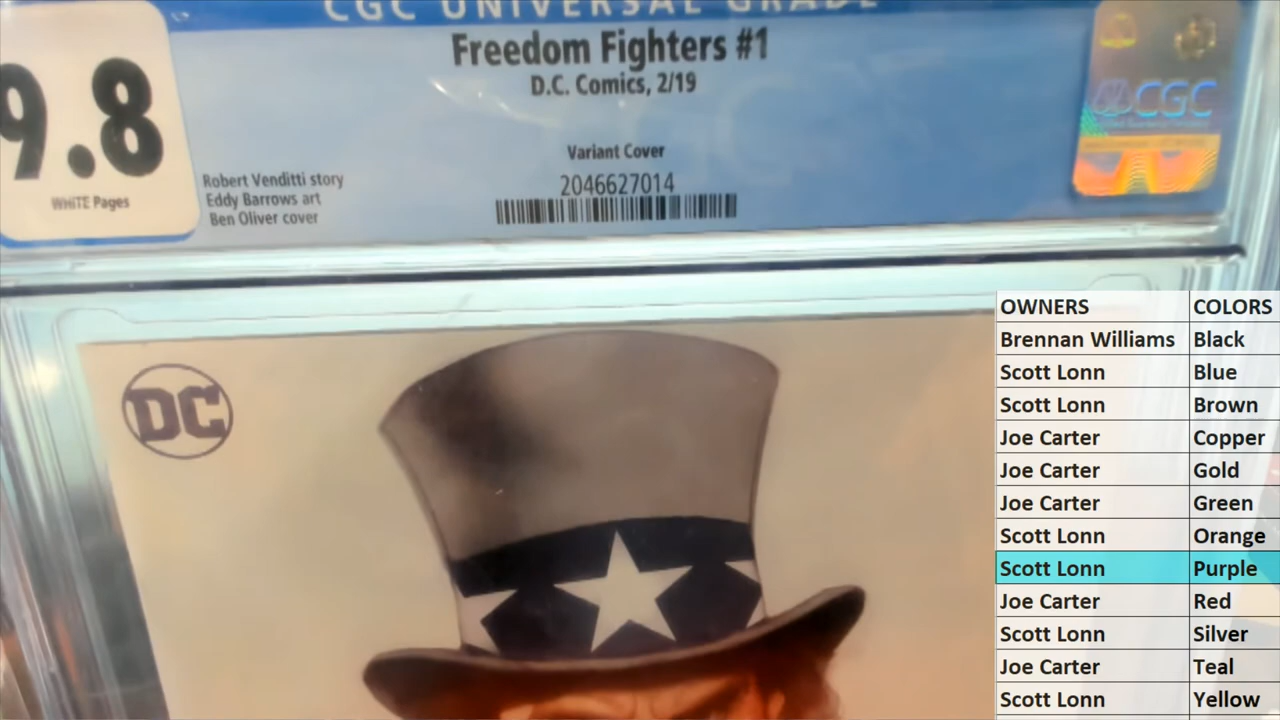 CGC UNIVERSAL GRADE
Freedom Fighters #1
D.C. Comics, 2/19
9.8
WHiTE Pages
Variant Cover
2046627014
Robert Venditti story
Eddy Barrows art
Ben Oliver cover
CGC
DC
OWNERS COLORS
Brennan Williams Black
Scott Lonn Blue
Scott Lonn Brown
Joe Carter Copper
Joe Carter Gold
Joe Carter Green
Scott Lonn Orange
Scott Lonn Purple
Joe Carter Red
Scott Lonn Silver
Joe Carter Teal
Scott Lonn Yellow